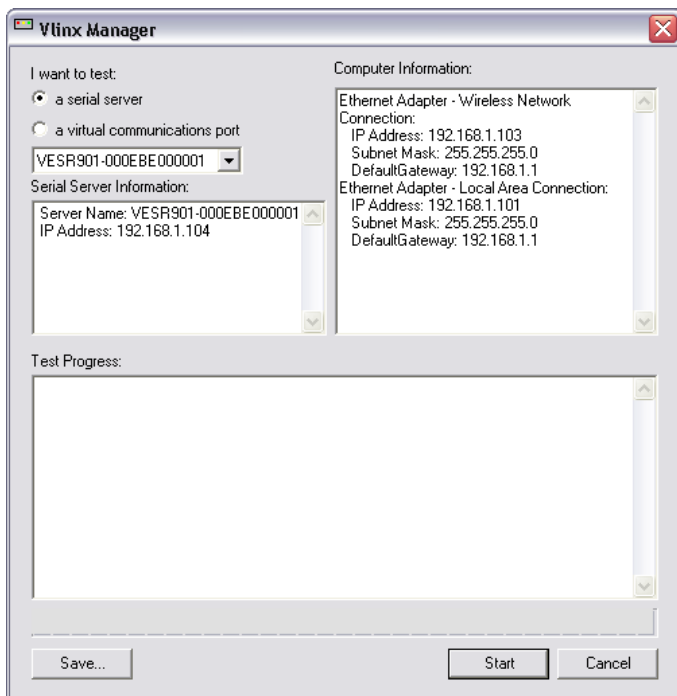 Vlinx Manager
I want to test:
a serial server
a virtual communications port
VESR901-000EBE000001
Serial Server Information:
Server Name: VESR901-000EBE000001
IP Address: 192.168.1.104
Computer Information:
Ethernet Adapter - Wireless Network
Connection:
IP Address: 192.168.1.103
Subnet Mask: 255.255.255.0
DefaultGateway: 192.168.1.1
Ethernet Adapter - Local Area Connection:
IP Address: 192.168.1.101
Subnet Mask: 255.255.255.0
DefaultGateway: 192.168.1.1
Test Progress:
Save...
Start
Cancel